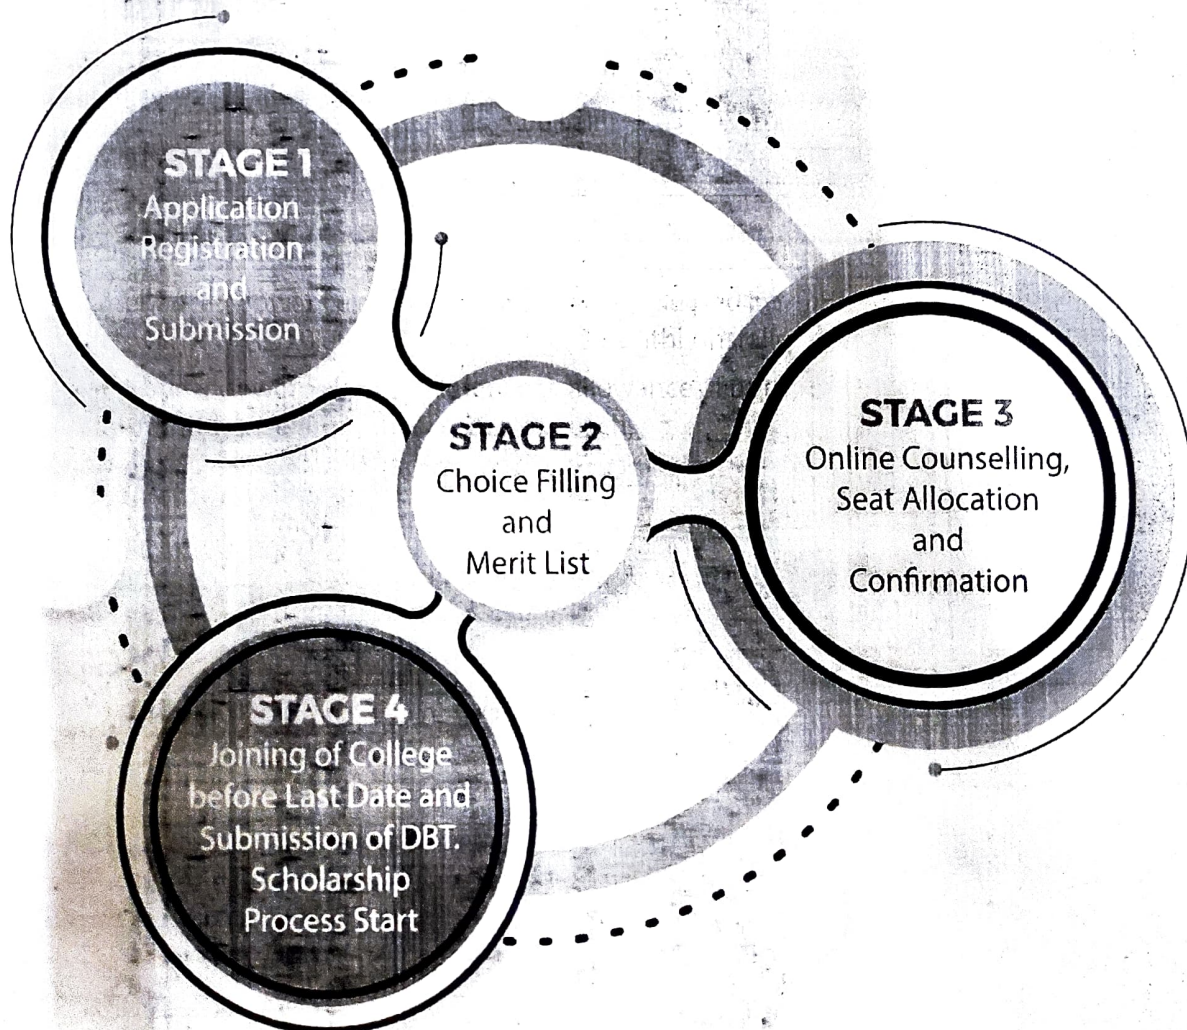 STAGE 1
Application
Registration
and
Submission
STAGE 2
Choice Filling
and
Merit List
STAGE 3
Online Counselling,
Seat Allocation
and
Confirmation
STAGE 4
Joining of College
before Last Date and
Submission of DBT.
Scholarship
Process Start